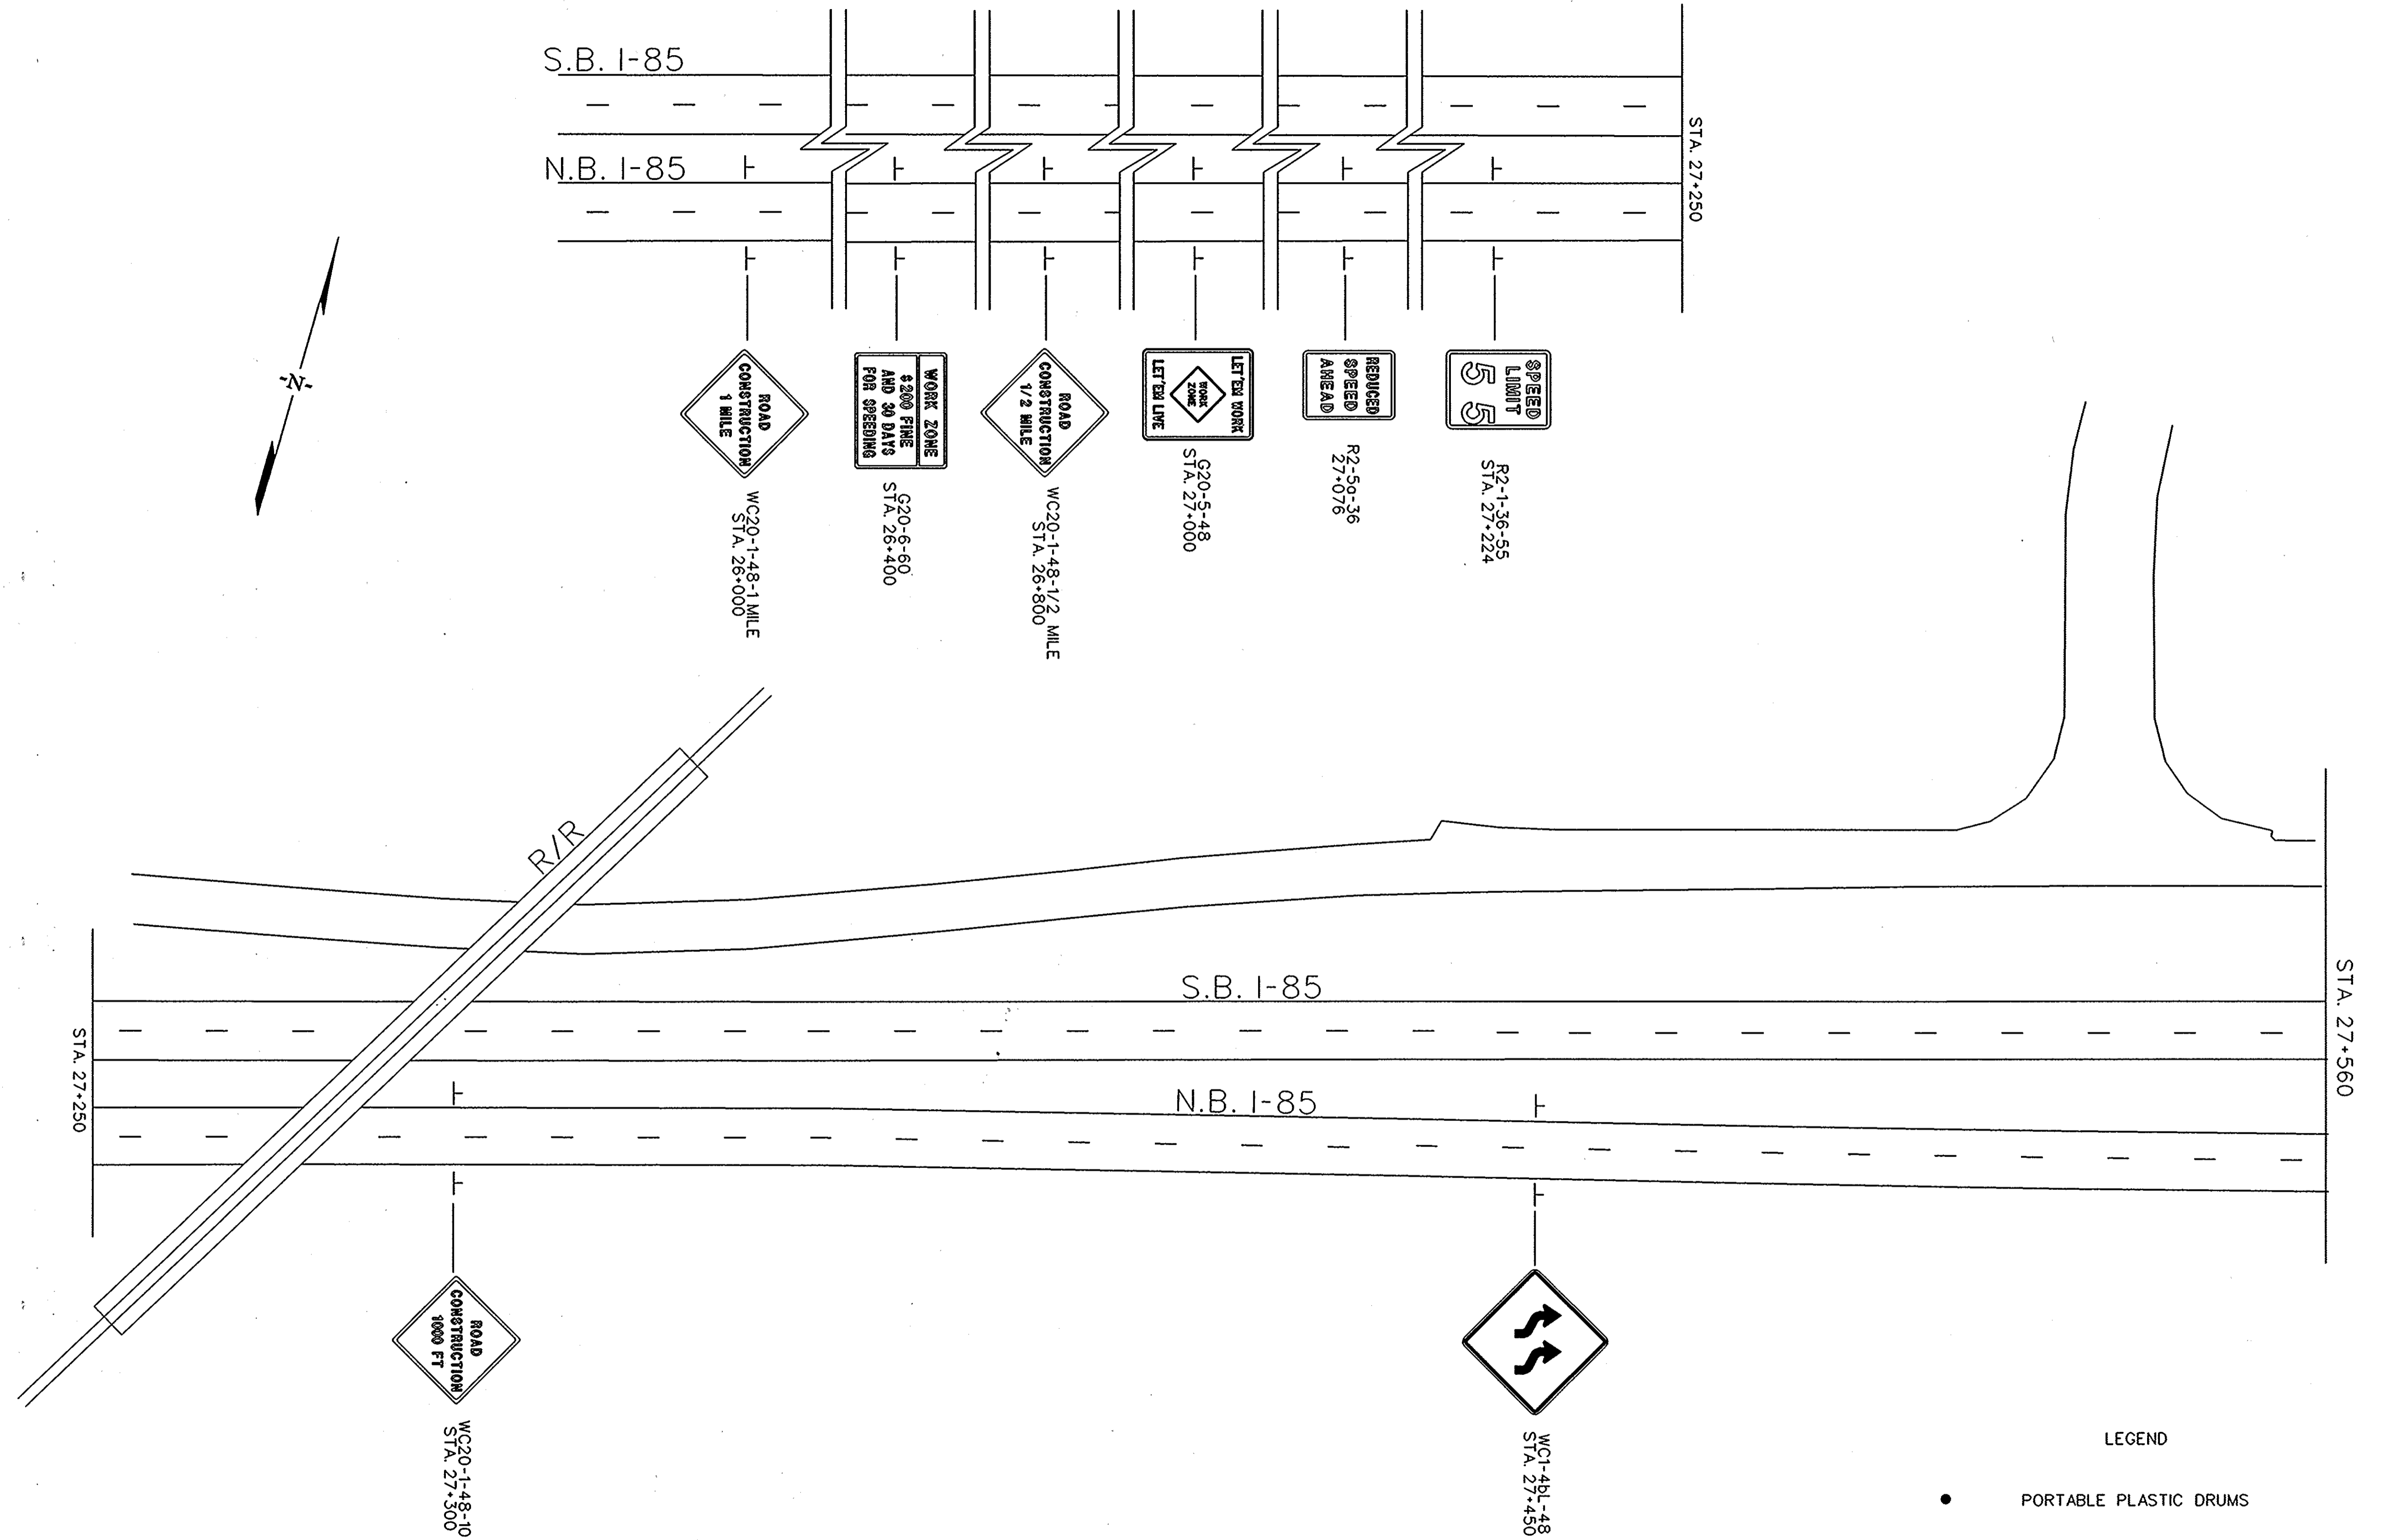 S.B. I-85
N.B. I-85
STA. 27+250
ROAD
CONSTRUCTION
1 MILE
WC20-1-48-1 MILE
STA. 26+000
WORK ZONE
$200 FINE
AND 30 DAYS
FOR SPEEDING
G20-6-60
STA. 26+400
ROAD
CONSTRUCTION
1/2 MILE
WC20-1-48-1/2 MILE
STA. 26+800
LET'EM WORK
WORK
ZONE
LET'EM LIVE
G20-5-48
STA. 27+000
REDUCED
SPEED
AHEAD
R2-5a-36
27+076
SPEED
LIMIT
55
R2-1-36-55
STA. 27+224
-N-
R/R
S.B. I-85
N.B. I-85
STA. 27+250
STA. 27+560
ROAD
CONSTRUCTION
1000 FT
WC20-1-48-10
STA. 27+300
WC1-4bL-48
STA. 27+450
LEGEND
PORTABLE PLASTIC DRUMS